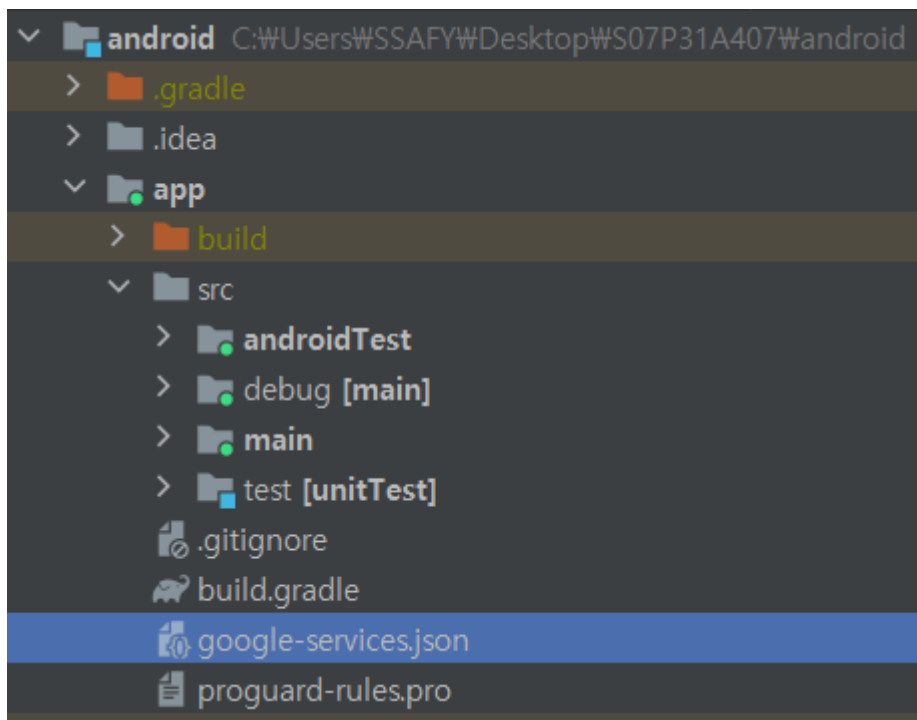 android C:₩Users₩SSAFY₩Desktop₩S07P31A407₩android
.gradle
.idea
app
build
src
androidTest
debug [main]
main
test [unitTest]
.gitignore
build.gradle
google-services.json
proguard-rules.pro